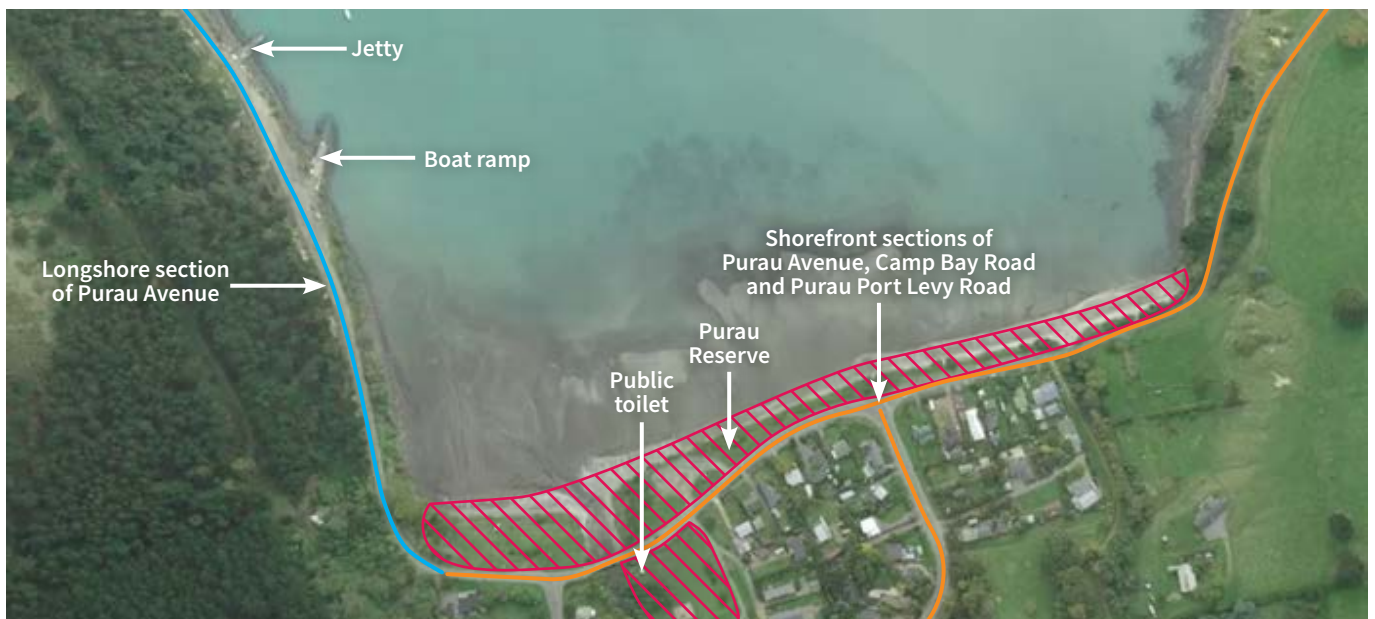 Jetty
Boat ramp
Longshore section
of Purau Avenue
Shorefront sections of
Purau Avenue, Camp Bay Road
and Purau Port Levy Road
Purau
Reserve
Public
toilet